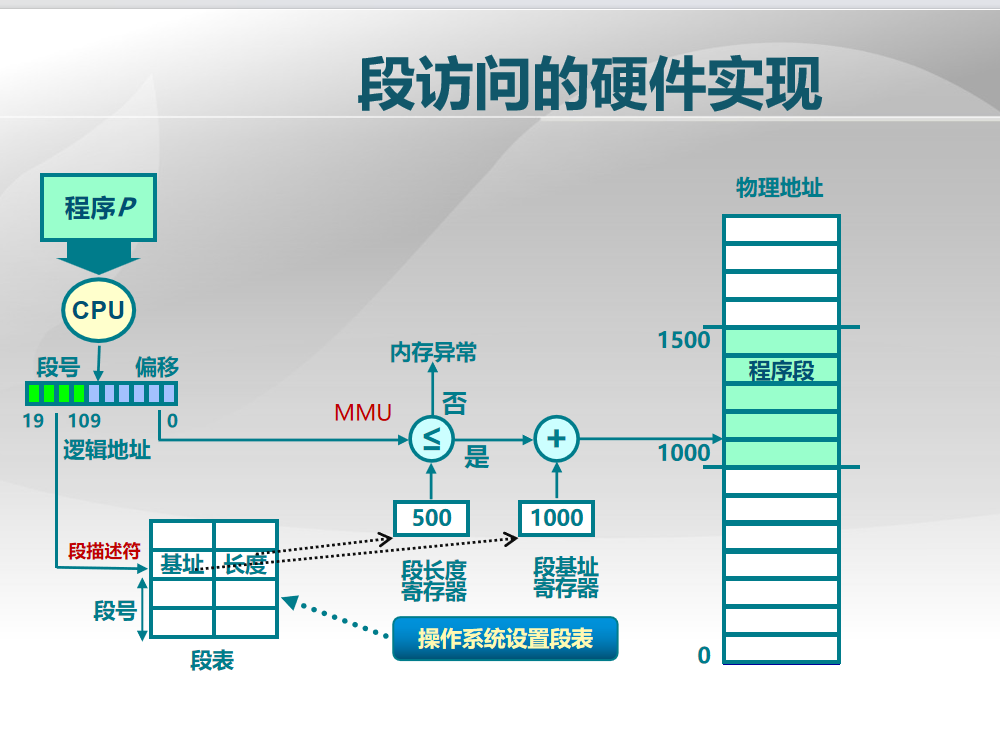 段访问的硬件实现
物理地址
程序P
CPU
段号
偏移
19
109
0
逻辑地址
MMU
内存异常
否
≤
是
+
1500
程序段
1000
500
1000
段描述符
基址
长度
段长度
寄存器
段基址
寄存器
段号
操作系统设置段表
段表
0